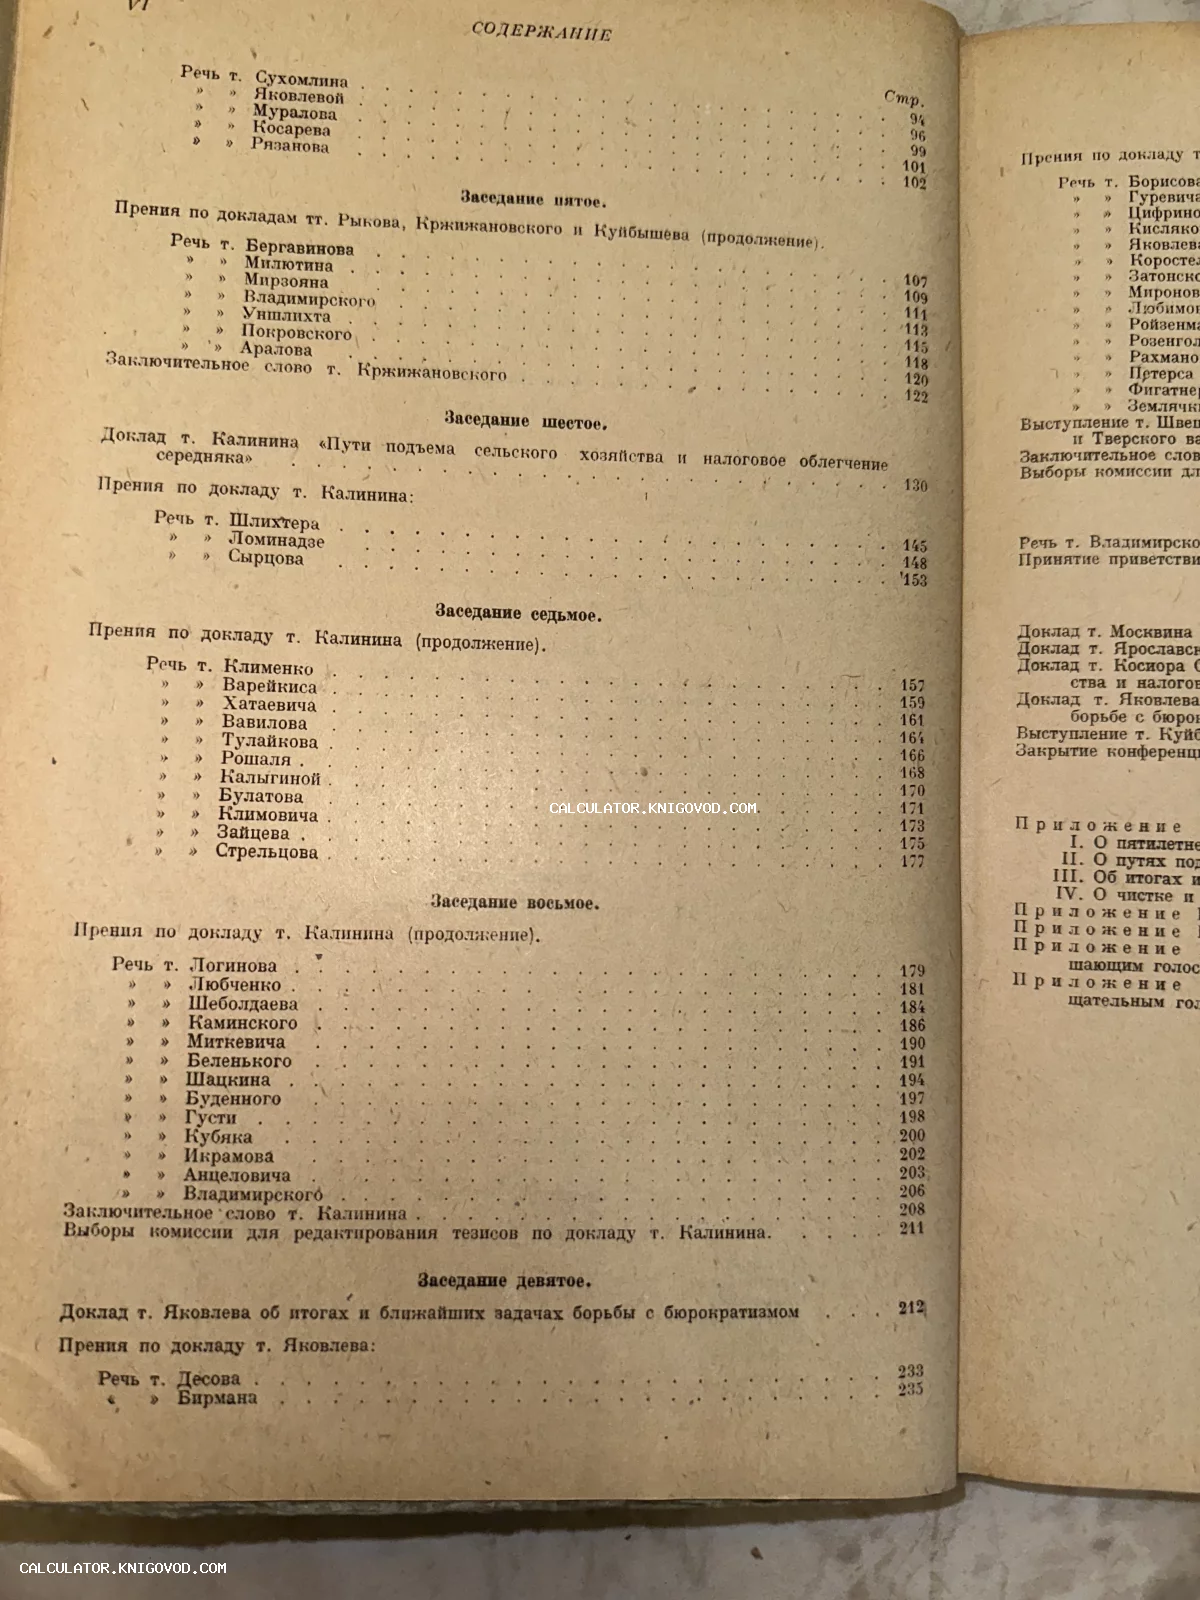 VI
СОДЕРЖАНИЕ
Стр.
Речь т. Сухомлина . . . . 94
» » Яковлевой . . . . 96
» » Муралова . . . . 99
» » Косарева . . . . 101
» » Рязанова . . . . 102
Заседание пятое.
Прения по докладам тт. Рыкова, Кржижановского и Куйбышева (продолжение).
Речь т. Бергавинова . . . . 107
» » Милютина . . . . 109
» » Мирзояна . . . . 111
» » Владимирского . . . . 113
» » Уншлихта . . . . 115
» » Покровского . . . . 118
» » Аралова . . . . 120
Заключительное слово т. Кржижановского . . . . 122
Заседание шестое.
Доклад т. Калинина «Пути подъема сельского хозяйства и налоговое облегчение
середняка» . . . . 130
Прения по докладу т. Калинина:
Речь т. Шлихтера . . . . 145
» » Ломинадзе . . . . 148
» » Сырцова . . . . 153
Заседание седьмое.
Прения по докладу т. Калинина (продолжение).
Речь т. Клименко . . . . 157
» » Варейкиса . . . . 159
» » Хатаевича . . . . 161
» » Вавилова . . . . 164
» » Тулайкова . . . . 166
» » Рошаля . . . . 168
» » Калыгиной . . . . 170
» » Булатова . . . . 171
» » Климовича . . . . 173
» » Зайцева . . . . 175
» » Стрельцова . . . . 177
Заседание восьмое.
Прения по докладу т. Калинина (продолжение).
Речь т. Логинова . . . . 179
» » Любченко . . . . 181
» » Шеболдаева . . . . 184
» » Каминского . . . . 186
» » Миткевича . . . . 190
» » Беленького . . . . 191
» » Шацкина . . . . 194
» » Буденного . . . . 197
» » Густи . . . . 198
» » Кубяка . . . . 200
» » Икрамова . . . . 202
» » Анцеловича . . . . 203
» » Владимирского . . . . 206
Заключительное слово т. Калинина . . . . 208
Выборы комиссии для редактирования тезисов по докладу т. Калинина. . . . . 211
Заседание девятое.
Доклад т. Яковлева об итогах и ближайших задачах борьбы с бюрократизмом . . . 212
Прения по докладу т. Яковлева:
Речь т. Десова . . . . 233
» » Бирмана . . . . 235
Прения по докладу т
Речь т. Борисова
» » Гуревича
» » Цифрино
» » Кисляко
» » Яковлева
» » Коростел
» » Затонско
» » Миронов
» » Любимов
» » Ройзенма
» » Розенгол
» » Рахмано
» » Петерса
» » Фигатнер
» » Землячк
Выступление т. Швец
и Тверского ва
Заключительное слов
Выборы комиссии дл
Речь т. Владимирско
Принятие приветстви
Доклад т. Москвина
Доклад т. Ярославск
Доклад т. Косиора С
ства и налогов
Доклад т. Яковлева
борьбе с бюрок
Выступление т. Куйб
Закрытие конференци
Приложение
I. О пятилетне
II. О путях под
III. Об итогах и
IV. О чистке и
Приложение
Приложение
Приложение
шающим голос
Приложение
щательным гол
CALCULATOR.KNIGOVOD.COM
CALCULATOR.KNIGOVOD.COM